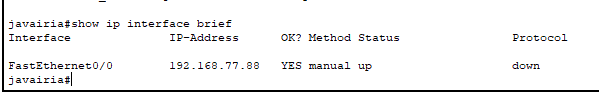 javairia#show ip interface brief
Interface IP-Address OK? Method Status Protocol
FastEthernet0/0 192.168.77.88 YES manual up down
javairia#